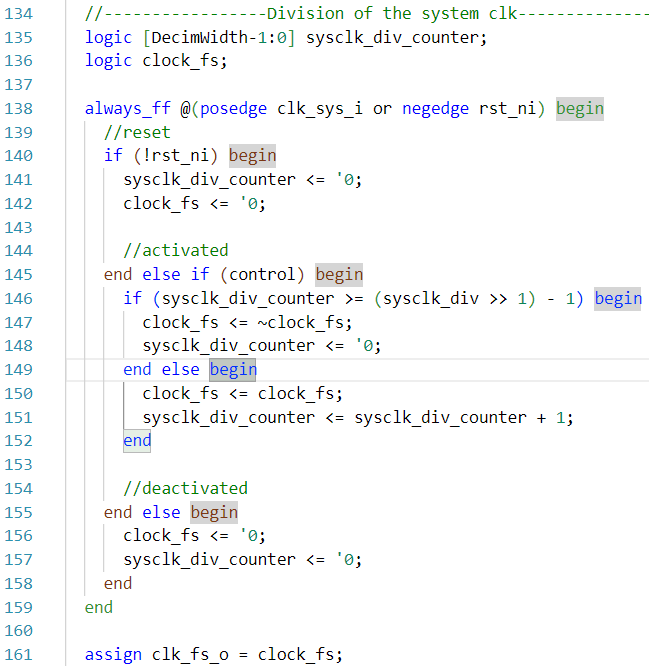 134 //-----------------Division of the system clk--------------
135 logic [DecimWidth-1:0] sysclk_div_counter;
136 logic clock_fs;
137
138 always_ff @(posedge clk_sys_i or negedge rst_ni) begin
139 //reset
140 if (!rst_ni) begin
141 sysclk_div_counter <= '0;
142 clock_fs <= '0;
143
144 //activated
145 end else if (control) begin
146 if (sysclk_div_counter >= (sysclk_div >> 1) - 1) begin
147 clock_fs <= ~clock_fs;
148 sysclk_div_counter <= '0;
149 end else begin
150 clock_fs <= clock_fs;
151 sysclk_div_counter <= sysclk_div_counter + 1;
152 end
153
154 //deactivated
155 end else begin
156 clock_fs <= '0;
157 sysclk_div_counter <= '0;
158 end
159 end
160
161 assign clk_fs_o = clock_fs;